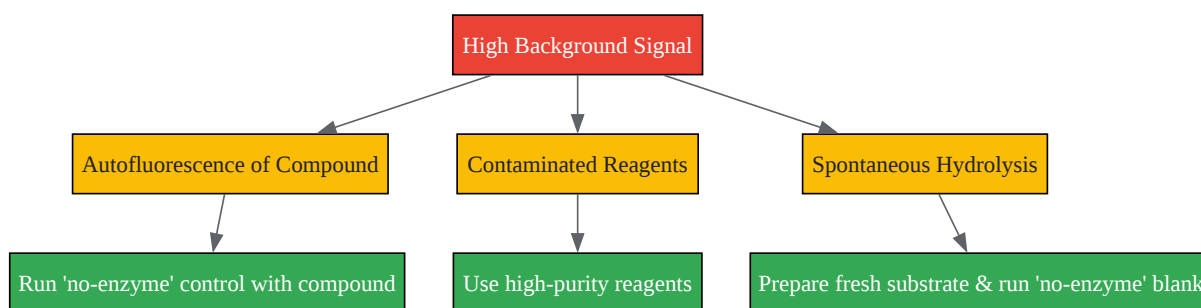 High Background Signal
Autofluorescence of Compound
Contaminated Reagents
Spontaneous Hydrolysis
Run 'no-enzyme' control with compound
Use high-purity reagents
Prepare fresh substrate & run 'no-enzyme' blank